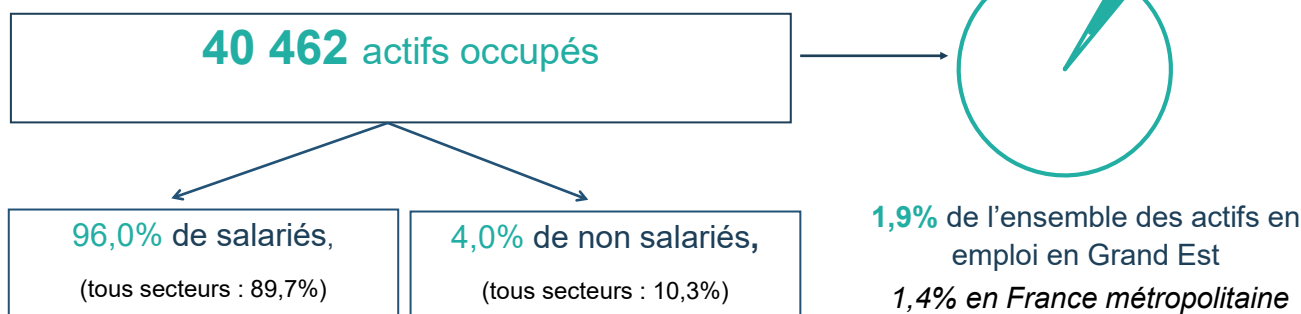 40 462 actifs occupés
96,0% de salariés,
(tous secteurs : 89,7%)
4,0% de non salariés,
(tous secteurs : 10,3%)
1,9% de l'ensemble des actifs en
emploi en Grand Est
1,4% en France métropolitaine